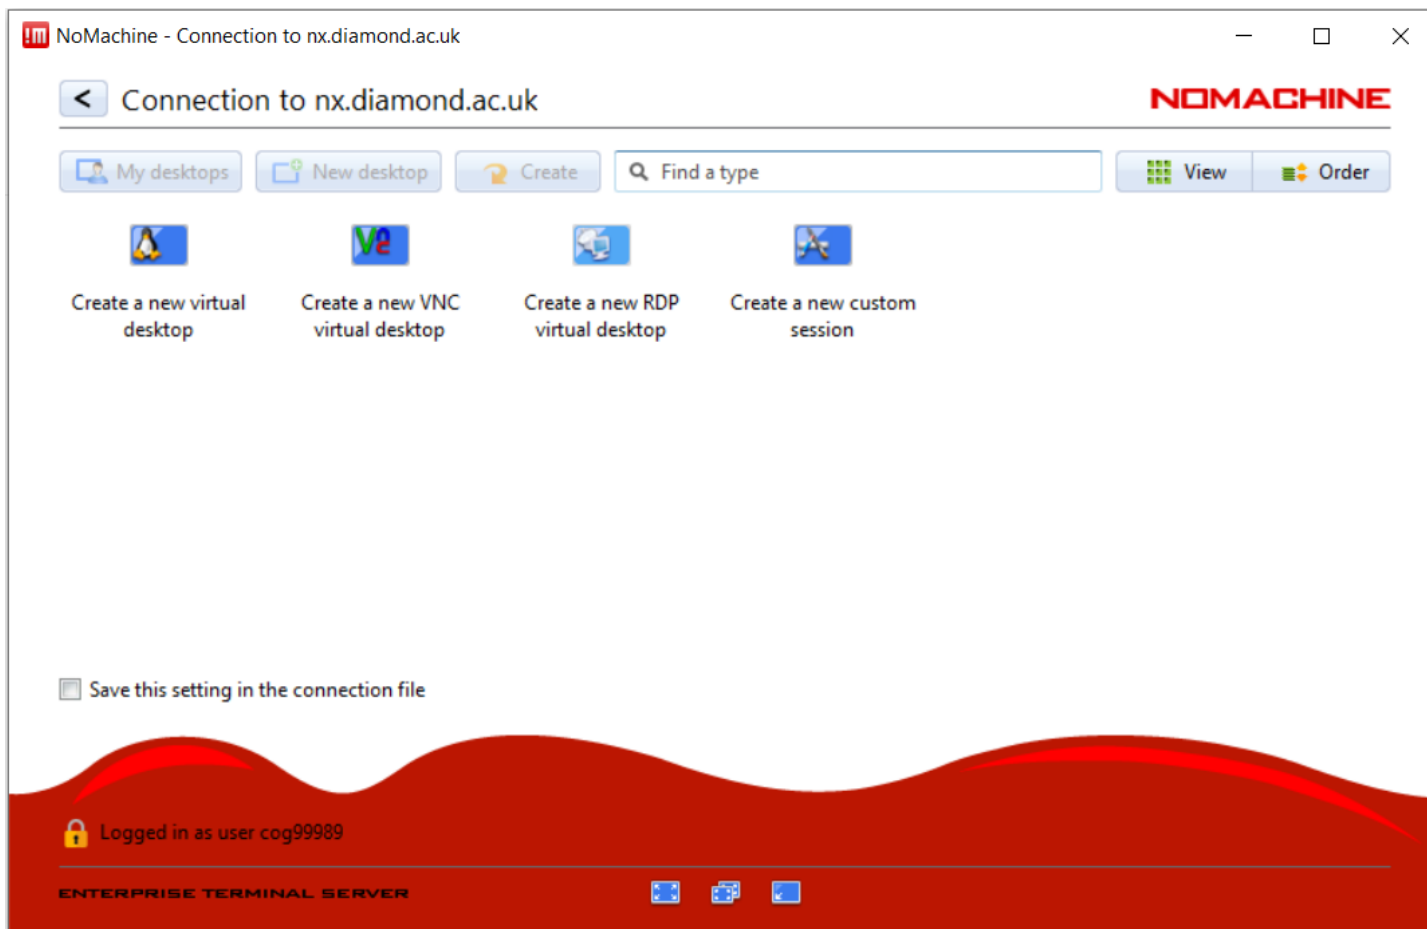 !m NoMachine - Connection to nx.diamond.ac.uk
< Connection to nx.diamond.ac.uk
NOMACHINE
My desktops
New desktop
Create
Find a type
View
Order
Create a new virtual
desktop
Create a new VNC
virtual desktop
Create a new RDP
virtual desktop
Create a new custom
session
Save this setting in the connection file
Logged in as user cog99989
ENTERPRISE TERMINAL SERVER